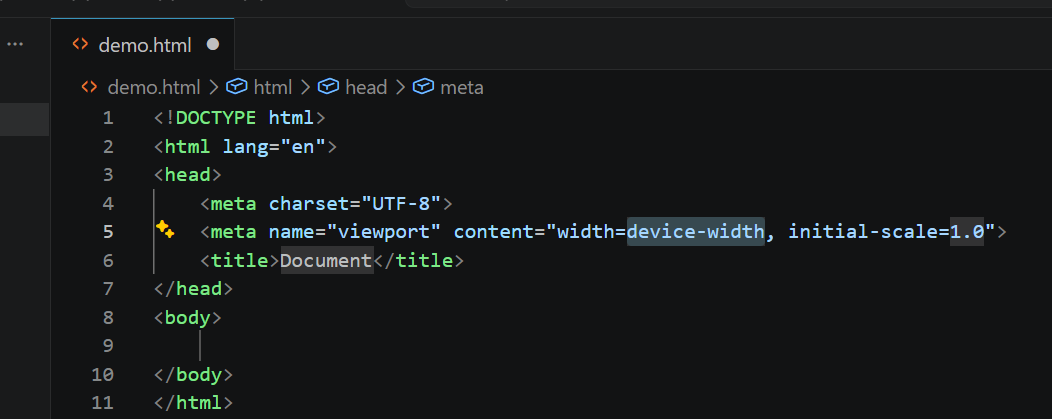 demo.html
demo.html > html > head > meta
1 <!DOCTYPE html>
2 <html lang="en">
3 <head>
4     <meta charset="UTF-8">
5     <meta name="viewport" content="width=device-width, initial-scale=1.0">
6     <title>Document</title>
7 </head>
8 <body>
9
10 </body>
11 </html>